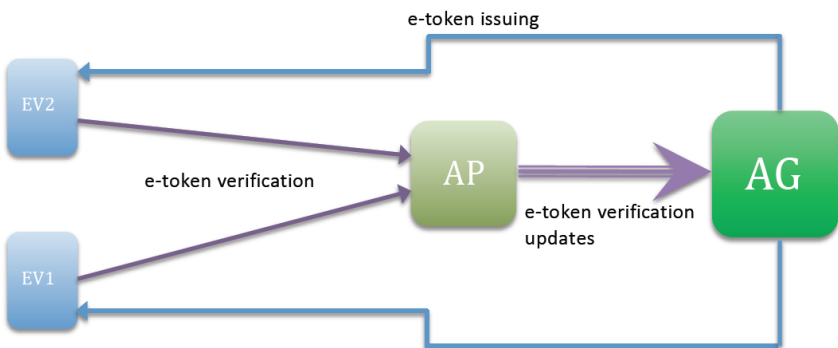 e-token issuing
EV2
e-token verification
AP
AG
e-token verification
updates
EV1